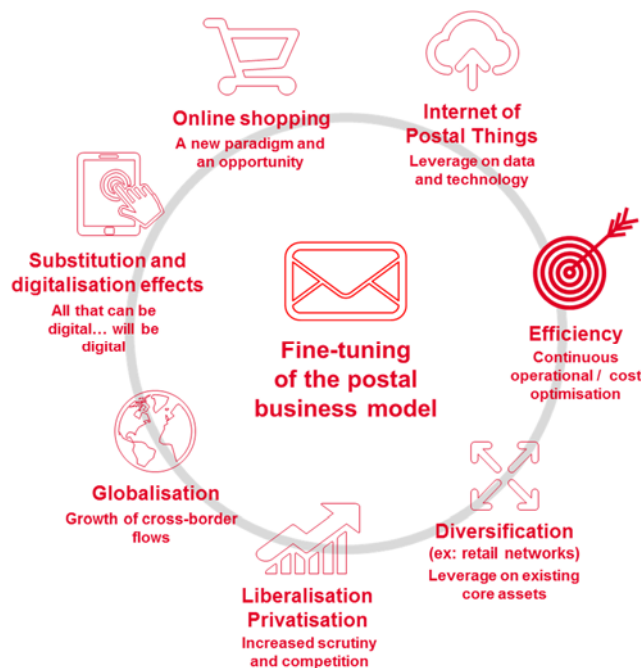 Online shopping
A new paradigm and
an opportunity
Internet of
Postal Things
Leverage on data
and technology
Substitution and
digitalisation effects
All that can be
digital... will be
digital
Efficiency
Continuous
operational / cost
optimisation
Fine-tuning
of the postal
business model
Globalisation
Growth of cross-border
flows
Diversification
(ex: retail networks)
Leverage on existing
core assets
Liberalisation
Privatisation
Increased scrutiny
and competition